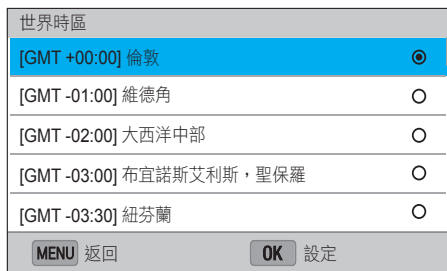 世界時區
[GMT +00:00] 倫敦
[GMT -01:00] 維德角
[GMT -02:00] 大西洋中部
[GMT -03:00] 布宜諾斯艾利斯，聖保羅
[GMT -03:30] 紐芬蘭
MENU 返回 OK 設定